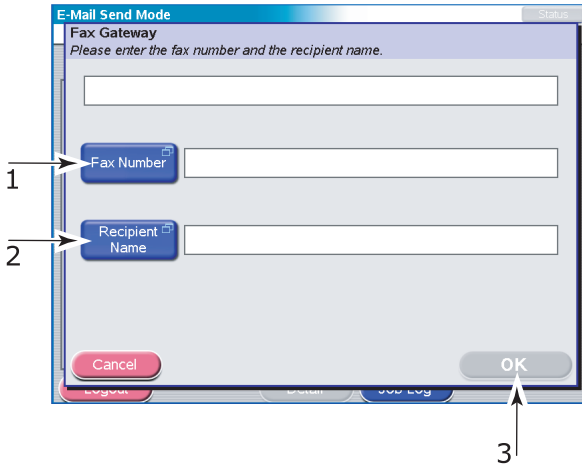 E-Mail Send Mode
Status
Fax Gateway
Please enter the fax number and the recipient name.
1
Fax Number
2
Recipient
Name
Cancel
OK
Logout
Detail
Job Log
3